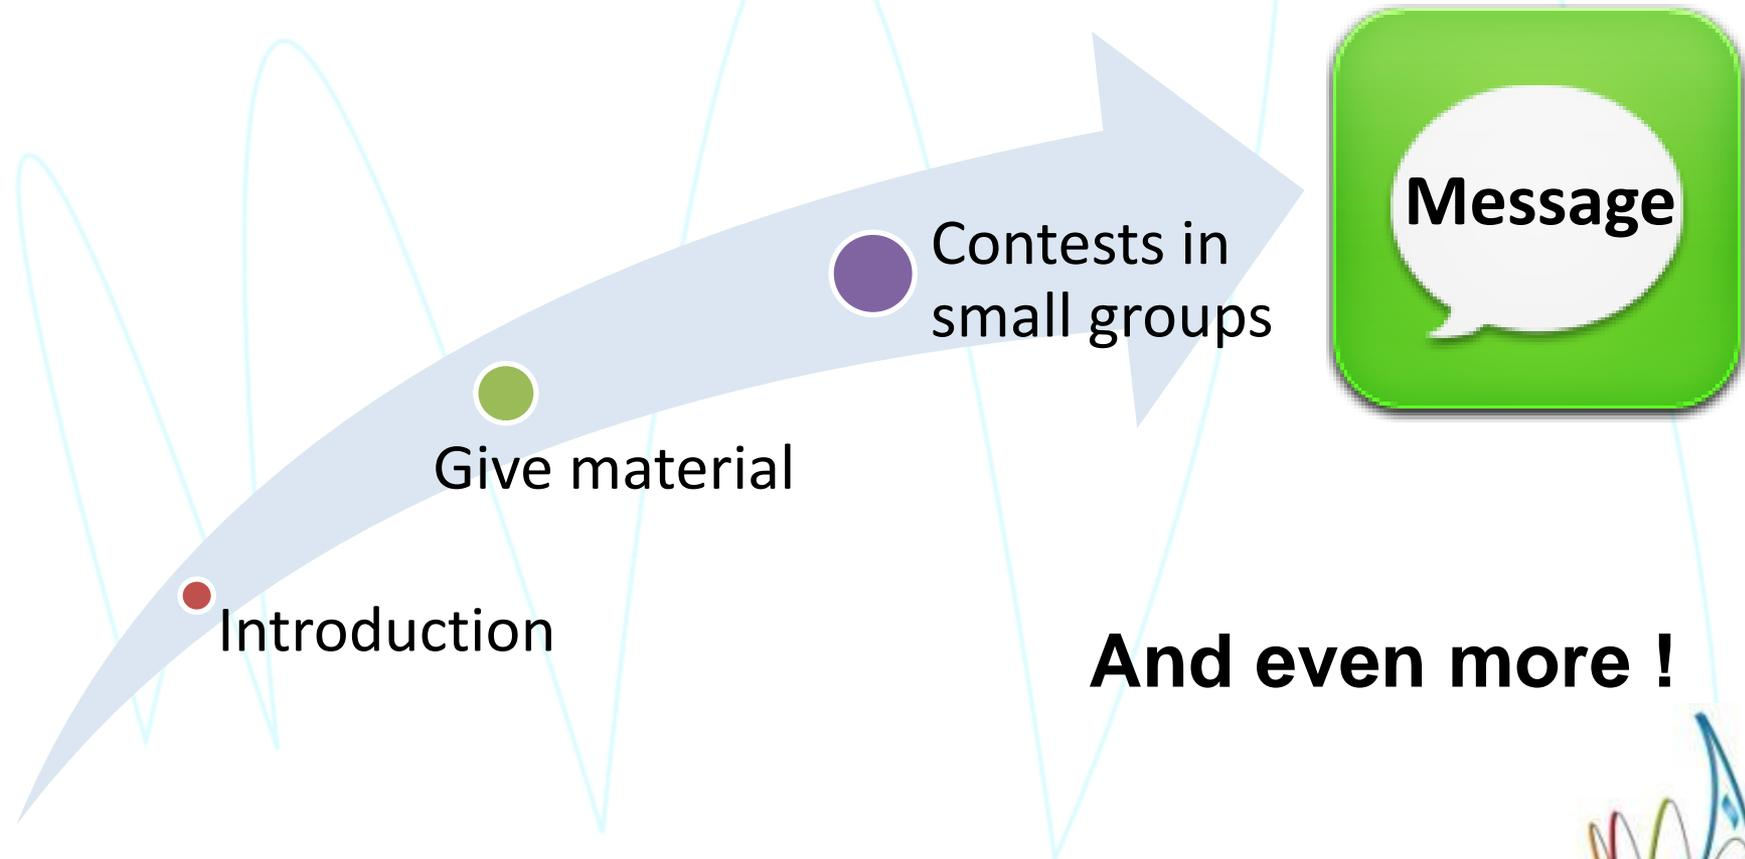 Message
Contests in
small groups
Give material
Introduction
And even more !